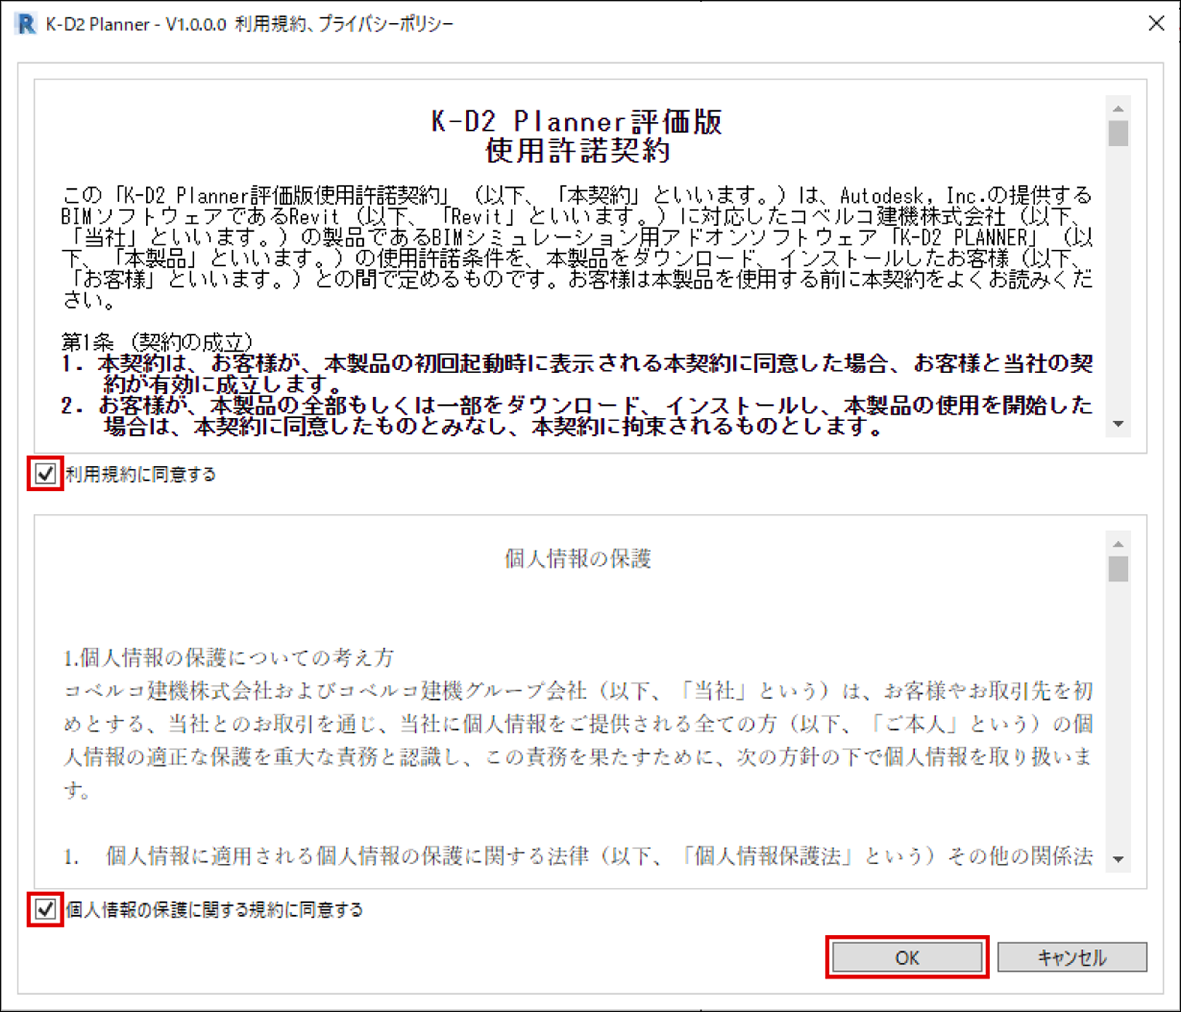 K-D2 Planner - V1.0.0.0 利用規約、プライバシーポリシー
K-D2 Planner評価版
使用許諾契約
この「K-D2 Planner評価版使用許諾契約」（以下、「本契約」といいます。）は、Autodesk, Inc.の提供する
BIMソフトウェアであるRevit（以下、「Revit」といいます。）に対応したコベルコ建機株式会社（以下、
「当社」といいます。）の製品であるBIMシミュレーション用アドオンソフトウェア「K-D2 PLANNER」（以
下、「本製品」といいます。）の使用許諾条件を、本製品をダウンロード、インストールしたお客様（以下、
「お客様」といいます。）との間で定めるものです。お客様は本製品を使用する前に本契約をよくお読みくだ
さい。
第1条（契約の成立）
1. 本契約は、お客様が、本製品の初回起動時に表示される本契約に同意した場合、お客様と当社の契
約が有効に成立します。
2. お客様が、本製品の全部もしくは一部をダウンロード、インストールし、本製品の使用を開始した
場合は、本契約に同意したものとみなし、本契約に拘束されるものとします。
利用規約に同意する
個人情報の保護
1.個人情報の保護についての考え方
コベルコ建機株式会社およびコベルコ建機グループ会社（以下、「当社」という）は、お客様やお取引先を初
めとする、当社とのお取引を通じ、当社に個人情報をご提供される全ての方（以下、「ご本人」という）の個
人情報の適正な保護を重大な責務と認識し、この責務を果たすために、次の方針の下で個人情報を取り扱いま
す。
1. 個人情報に適用される個人情報の保護に関する法律（以下、「個人情報保護法」という）その他の関係法
個人情報の保護に関する規約に同意する
OK
キャンセル